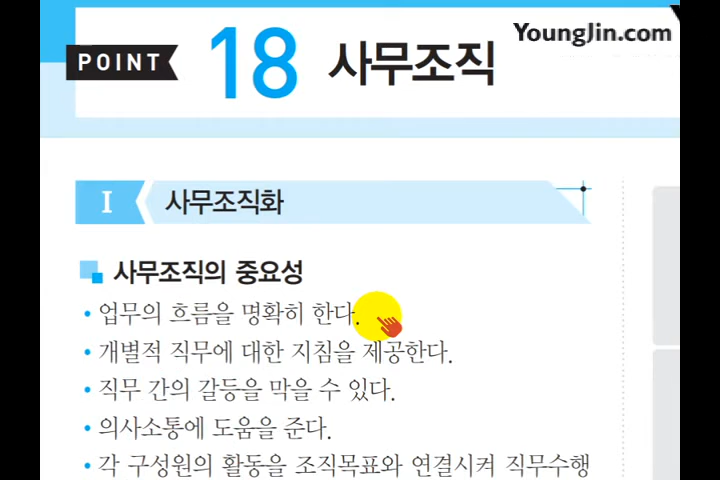 YoungJin.com
POINT 18 사무조직
I 사무조직화
사무조직의 중요성
• 업무의 흐름을 명확히 한다.
• 개별적 직무에 대한 지침을 제공한다.
• 직무 간의 갈등을 막을 수 있다.
• 의사소통에 도움을 준다.
• 각 구성원의 활동을 조직목표와 연결시켜 직무수행